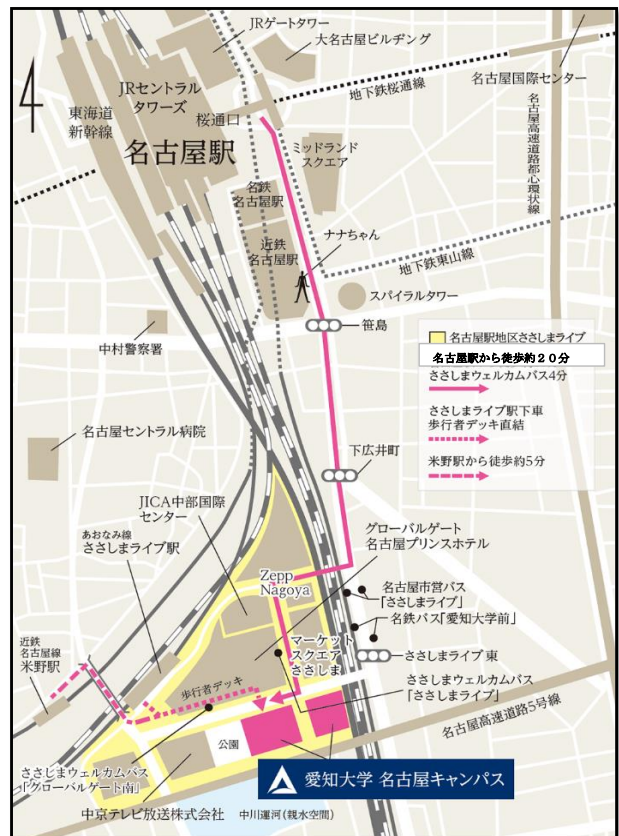 JRゲートタワー
大名古屋ビルヂング
JRセントラル
タワーズ
東海道
新幹線
桜通口
名古屋駅
地下鉄桜通線
名古屋国際センター
名古屋高速道路都心環状線
ミッドランド
スクエア
名鉄
名古屋駅
近鉄
名古屋駅
ナナちゃん
地下鉄東山線
スパイラルタワー
中村警察署
笹島
名古屋駅地区ささしまライブ
名古屋駅から徒歩約20分
ささしまウェルカムバス4分
ささしまライブ駅下車
歩行者デッキ直結
米野駅から徒歩約5分
名古屋セントラル病院
下広井町
JICA中部国際
センター
グローバルゲート
名古屋プリンスホテル
あおなみ線
ささしまライブ駅
Zepp
Nagoya
名古屋市営バス
「ささしまライブ」
名鉄バス「愛知大学前」
マーケット
スクエア
ささしま
ささしまライブ東
近鉄
名古屋線
米野駅
歩行者デッキ
ささしまウェルカムバス
「ささしまライブ」
名古屋高速道路5号線
公園
ささしまウェルカムバス
「グローバルゲート南」
愛知大学 名古屋キャンパス
中京テレビ放送株式会社
中川運河(親水空間)